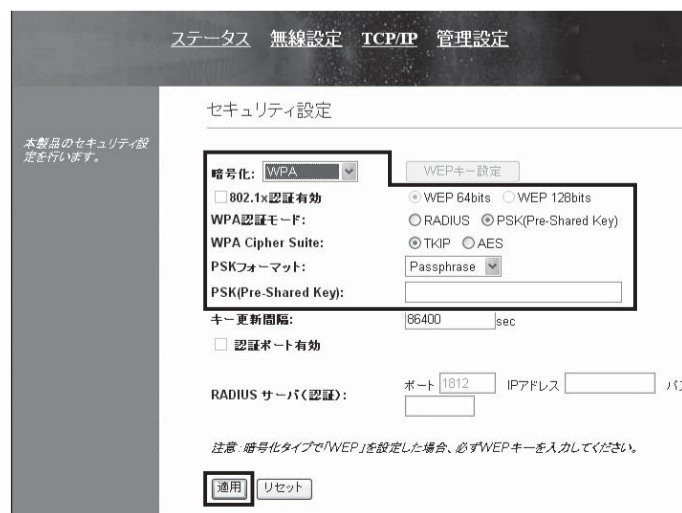 ステータス 無線設定 TCP/IP 管理設定
セキュリティ設定
本製品のセキュリティ設
定を行います。
暗号化: WPA WEPキー設定
802.1x認証有効 WEP 64bits WEP 128bits
WPA認証モード: RADIUS PSK(Pre-Shared Key)
WPA Cipher Suite: TKIP AES
PSKフォーマット: Passphrase
PSK(Pre-Shared Key):
キー更新間隔: 86400 sec
認証ポート有効
RADIUS サーバ(認証): ポート 1812 IPアドレス パス
注意:暗号化タイプで「WEP」を設定した場合、必ずWEPキーを入力してください。
適用 リセット